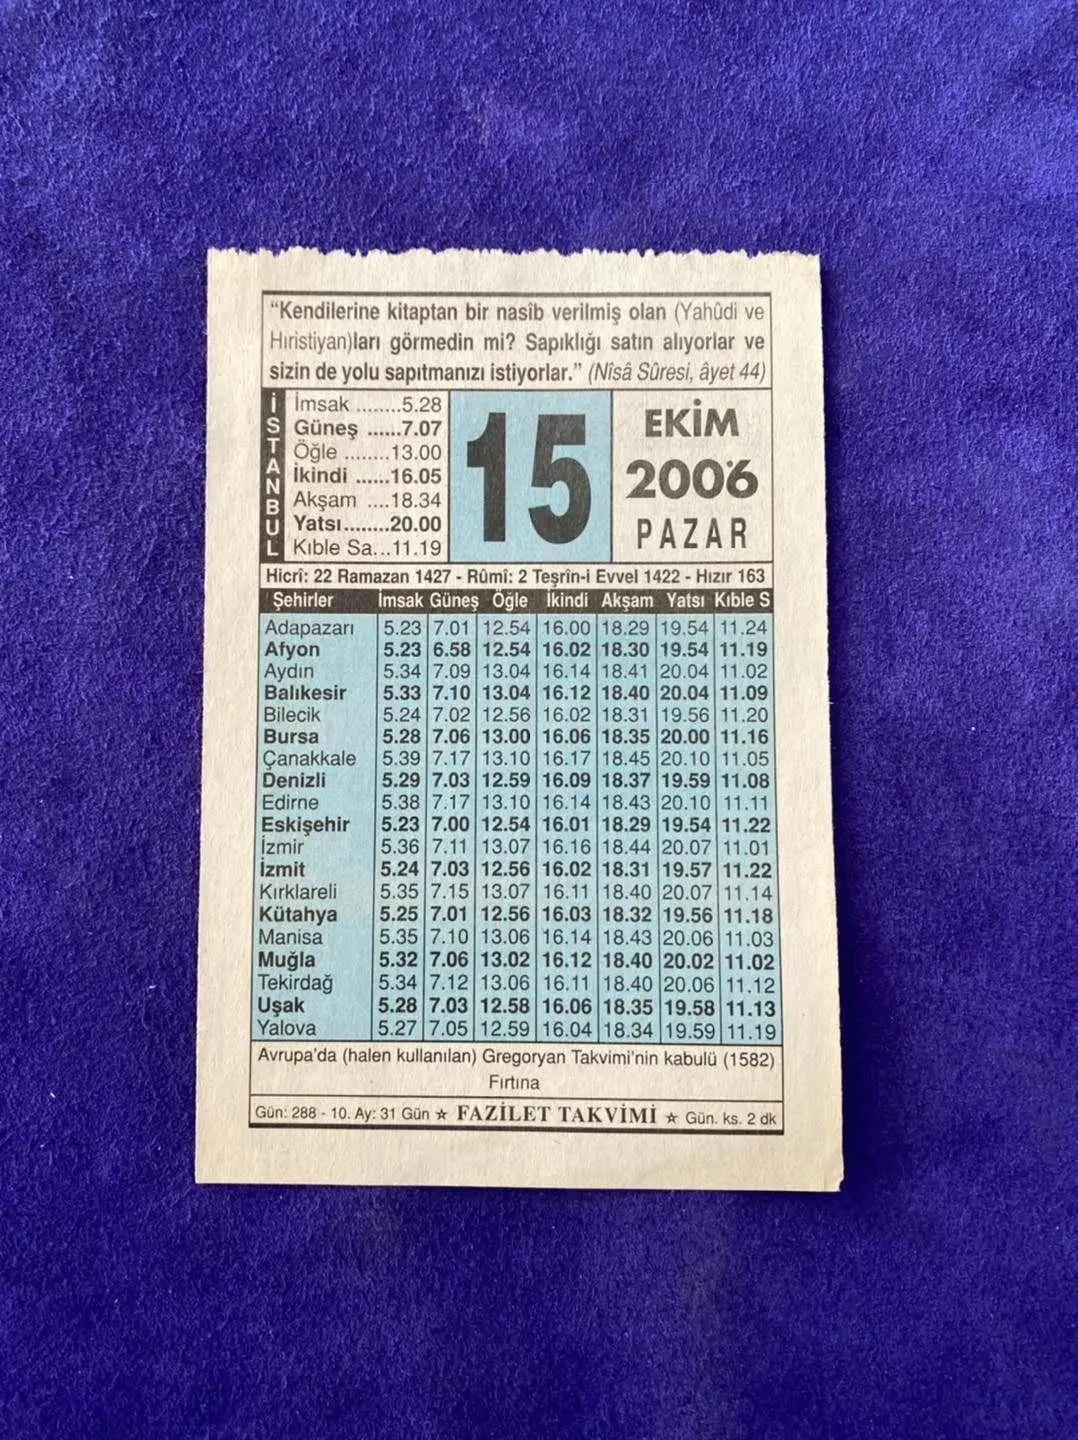 “Kendilerine kitaptan bir nasîb verilmiş olan (Yahûdi ve
Hıristiyan)ları görmedin mi? Sapıklığı satın alıyorlar ve
sizin de yolu sapıtmanızı istiyorlar.” (Nîsâ Sûresi, âyet 44)
İSTANBUL
İmsak ........5.28
Güneş ......7.07
Öğle ........13.00
İkindi ......16.05
Akşam ....18.34
Yatsı........20.00
Kıble Sa...11.19
15
EKİM
2006
PAZAR
Hicrî: 22 Ramazan 1427 - Rûmî: 2 Teşrîn-i Evvel 1422 - Hızır 163
Şehirler İmsak Güneş Öğle İkindi Akşam Yatsı Kıble S
Adapazarı 5.23 7.01 12.54 16.00 18.29 19.54 11.24
Afyon 5.23 6.58 12.54 16.02 18.30 19.54 11.19
Aydın 5.34 7.09 13.04 16.14 18.41 20.04 11.02
Balıkesir 5.33 7.10 13.04 16.12 18.40 20.04 11.09
Bilecik 5.24 7.02 12.56 16.02 18.31 19.56 11.20
Bursa 5.28 7.06 13.00 16.06 18.35 20.00 11.16
Çanakkale 5.39 7.17 13.10 16.17 18.45 20.10 11.05
Denizli 5.29 7.03 12.59 16.09 18.37 19.59 11.08
Edirne 5.38 7.17 13.10 16.14 18.43 20.10 11.11
Eskişehir 5.23 7.00 12.54 16.01 18.29 19.54 11.22
İzmir 5.36 7.11 13.07 16.16 18.44 20.07 11.01
İzmit 5.24 7.03 12.56 16.02 18.31 19.57 11.22
Kırklareli 5.35 7.15 13.07 16.11 18.40 20.07 11.14
Kütahya 5.25 7.01 12.56 16.03 18.32 19.56 11.18
Manisa 5.35 7.10 13.06 16.14 18.43 20.06 11.03
Muğla 5.32 7.06 13.02 16.12 18.40 20.02 11.02
Tekirdağ 5.34 7.12 13.06 16.11 18.40 20.06 11.12
Uşak 5.28 7.03 12.58 16.06 18.35 19.58 11.13
Yalova 5.27 7.05 12.59 16.04 18.34 19.59 11.19
Avrupa'da (halen kullanılan) Gregoryan Takvimi'nin kabulü (1582)
Fırtına
Gün: 288 - 10. Ay: 31 Gün ☆ FAZİLET TAKVİMİ ☆ Gün. ks. 2 dk